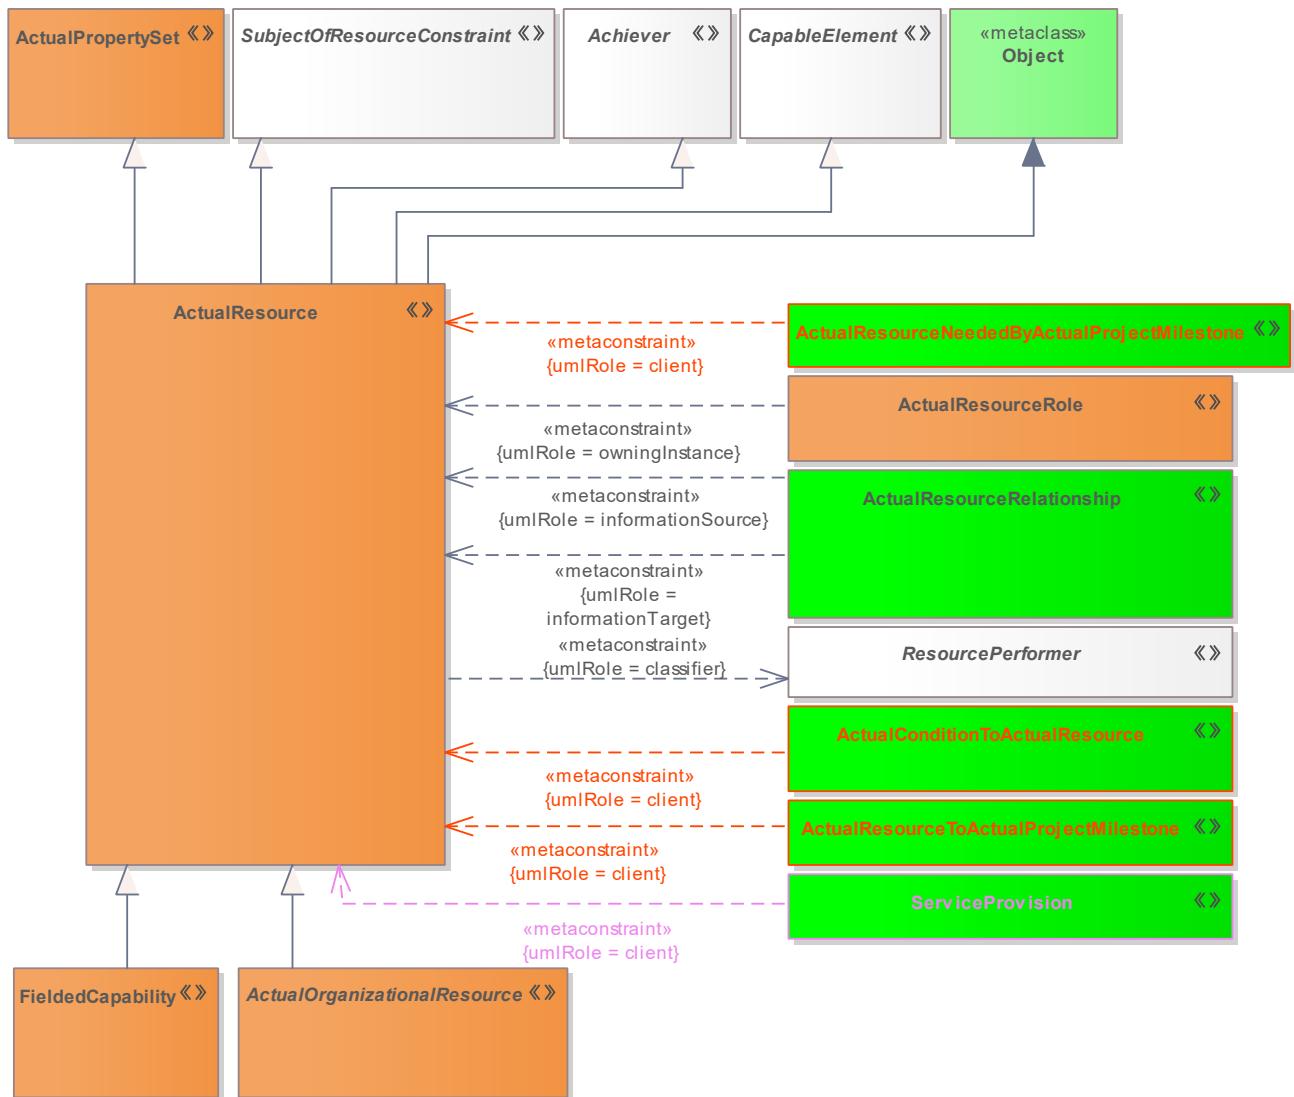 ActualPropertySet «»
SubjectOfResourceConstraint «»
Achiever «»
CapableElement «»
«metaclass»
Object
ActualResource «»
«metaconstraint»
{umlRole = client}
ActualResourceNeededByActualProjectMilestone «»
ActualResourceRole «»
«metaconstraint»
{umlRole = owningInstance}
ActualResourceRelationship «»
«metaconstraint»
{umlRole = informationSource}
«metaconstraint»
{umlRole =
informationTarget}
«metaconstraint»
{umlRole = classifier}
ResourcePerformer «»
ActualConditionToActualResource «»
«metaconstraint»
{umlRole = client}
ActualResourceToActualProjectMilestone «»
«metaconstraint»
{umlRole = client}
ServiceProvision «»
«metaconstraint»
{umlRole = client}
FieldedCapability «»
ActualOrganizationalResource «»